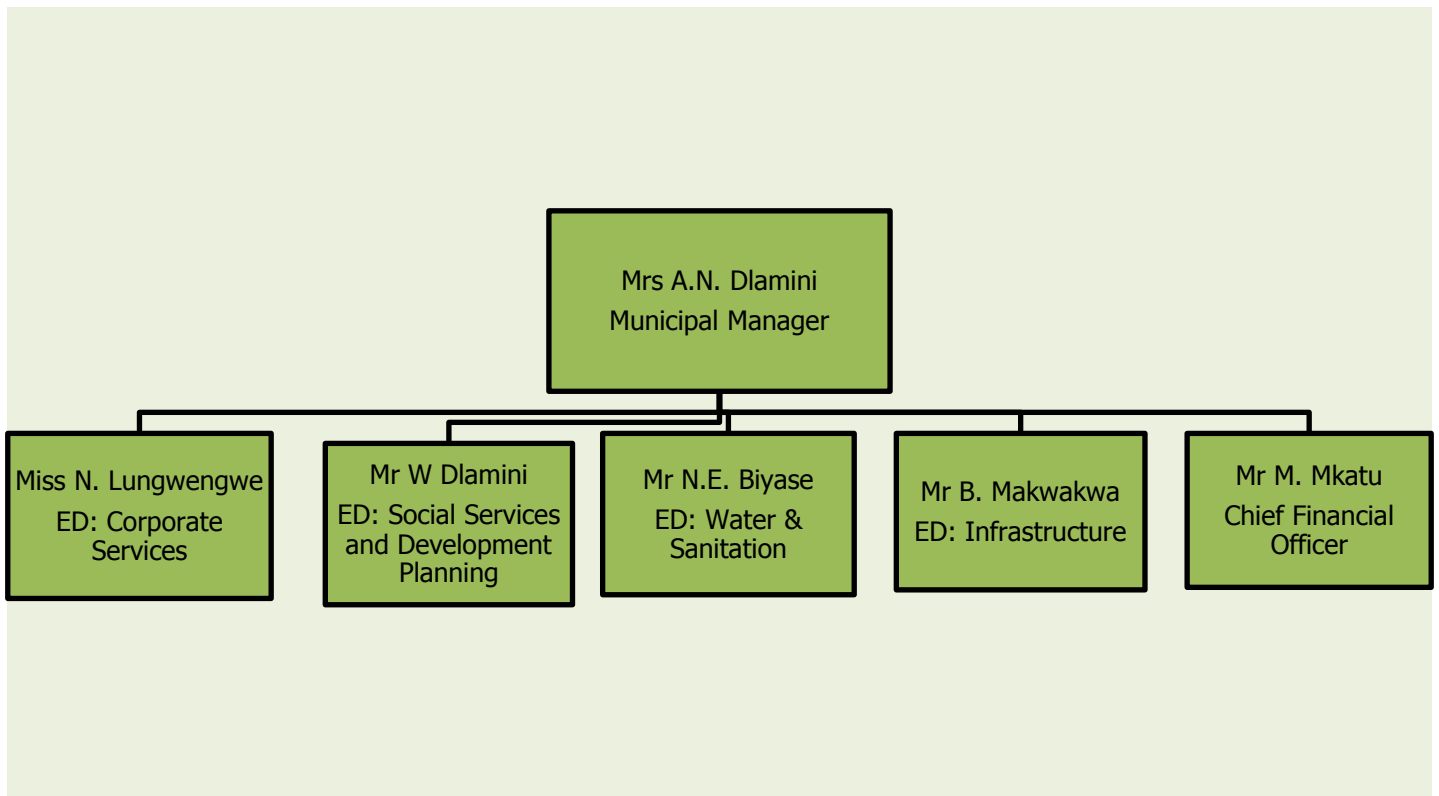 Mrs A.N. Dlamini
Municipal Manager
Miss N. Lungwengwe
ED: Corporate
Services
Mr W Dlamini
ED: Social Services
and Development
Planning
Mr N.E. Biyase
ED: Water &
Sanitation
Mr B. Makwakwa
ED: Infrastructure
Mr M. Mkatu
Chief Financial
Officer